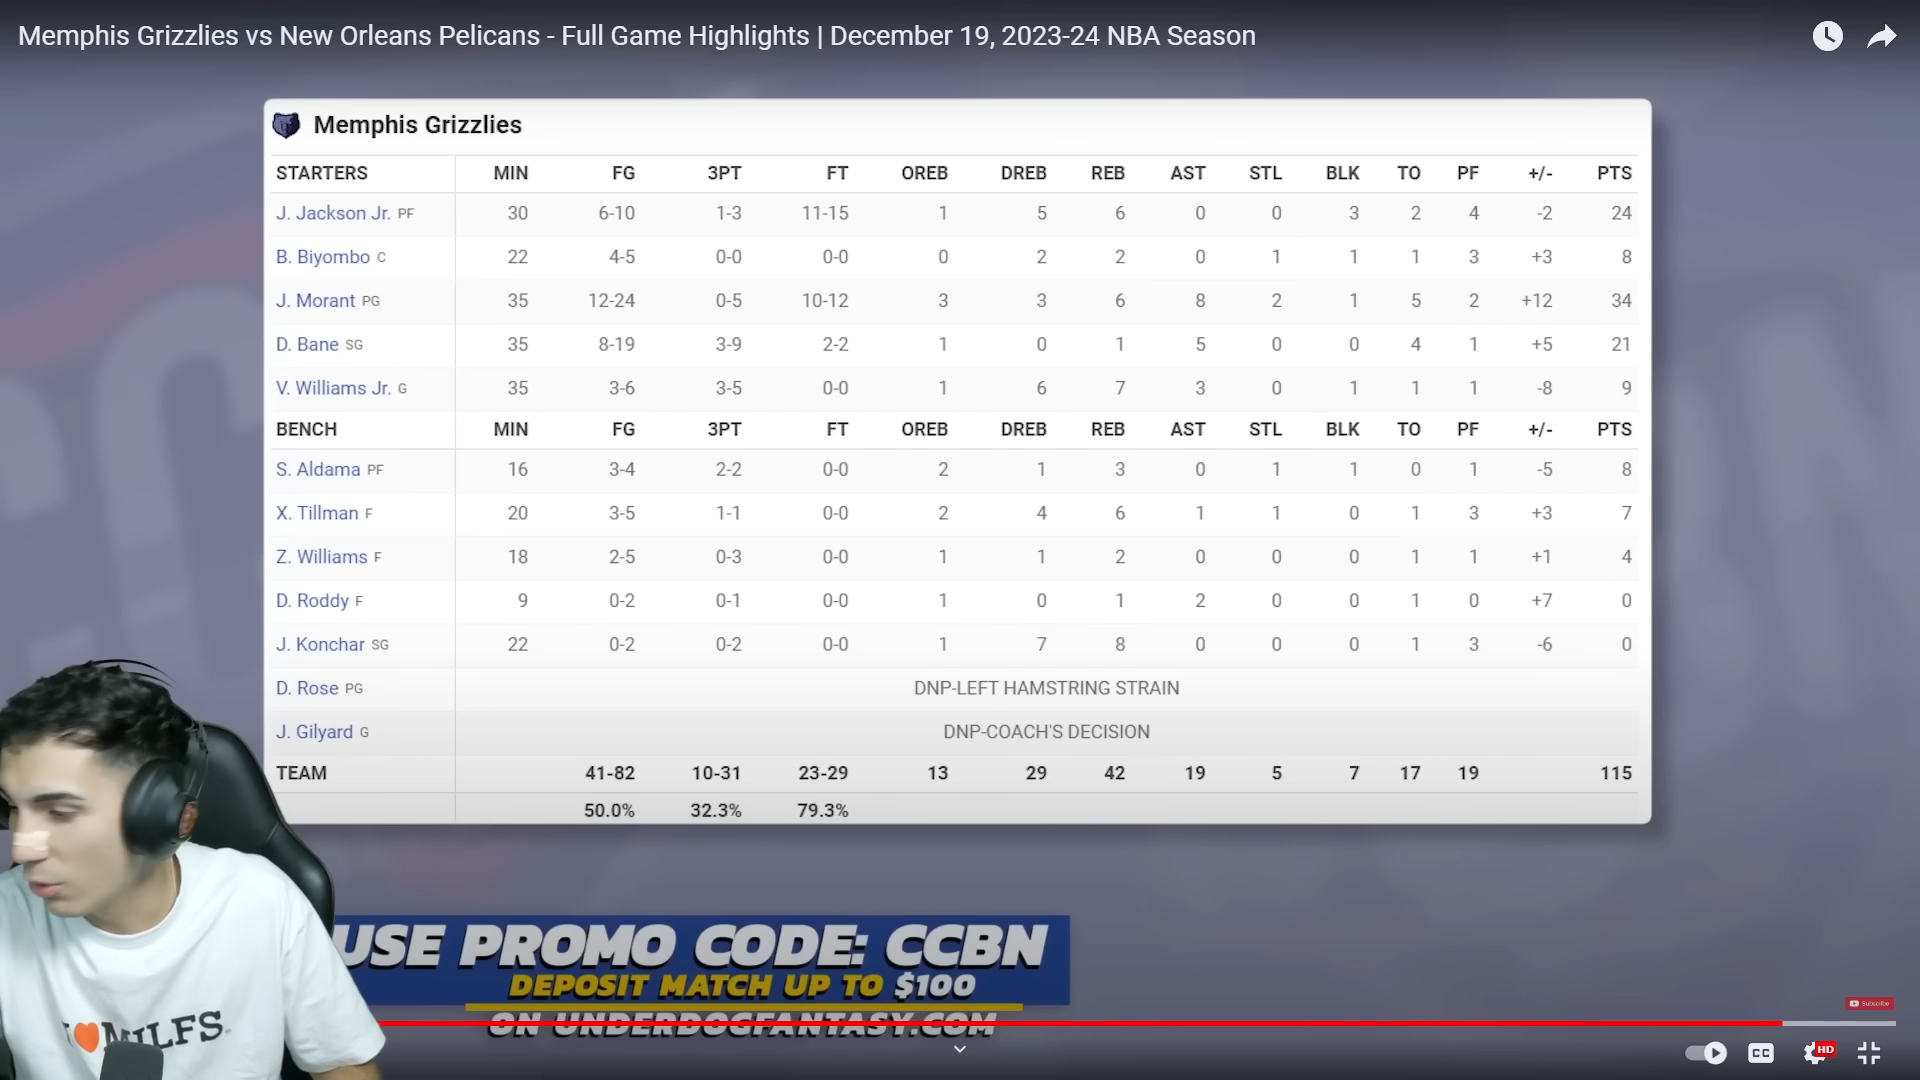 Memphis Grizzlies vs New Orleans Pelicans - Full Game Highlights | December 19, 2023-24 NBA Season
Memphis Grizzlies
STARTERS MIN FG 3PT FT OREB DREB REB AST STL BLK TO PF +/- PTS
J. Jackson Jr. PF 30 6-10 1-3 11-15 1 5 6 0 0 3 2 4 -2 24
B. Biyombo C 22 4-5 0-0 0-0 0 2 2 0 1 1 1 3 +3 8
J. Morant PG 35 12-24 0-5 10-12 3 3 6 8 2 1 5 2 +12 34
D. Bane SG 35 8-19 3-9 2-2 1 0 1 5 0 0 4 1 +5 21
V. Williams Jr. G 35 3-6 3-5 0-0 1 6 7 3 0 1 1 1 -8 9
BENCH MIN FG 3PT FT OREB DREB REB AST STL BLK TO PF +/- PTS
S. Aldama PF 16 3-4 2-2 0-0 2 1 3 0 1 1 0 1 -5 8
X. Tillman F 20 3-5 1-1 0-0 2 4 6 1 1 0 1 3 +3 7
Z. Williams F 18 2-5 0-3 0-0 1 1 2 0 0 0 1 1 +1 4
D. Roddy F 9 0-2 0-1 0-0 1 0 1 2 0 0 1 0 +7 0
J. Konchar SG 22 0-2 0-2 0-0 1 7 8 0 0 0 1 3 -6 0
D. Rose PG DNP-LEFT HAMSTRING STRAIN
J. Gilyard G DNP-COACH'S DECISION
TEAM 41-82 10-31 23-29 13 29 42 19 5 7 17 19 115
50.0% 32.3% 79.3%
USE PROMO CODE: CCBN
DEPOSIT MATCH UP TO $100
ON UNDERDOGFANTASY.COM
I MILFS
Subscribe
CC
HD